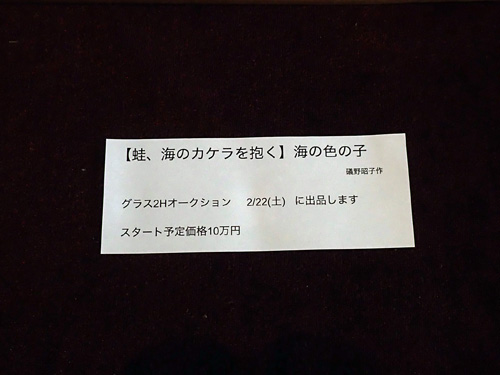 【蛙、海のカケラを抱く】海の色の子
礒野昭子作
グラス2Hオークション 2/22(土) に出品します
スタート予定価格10万円